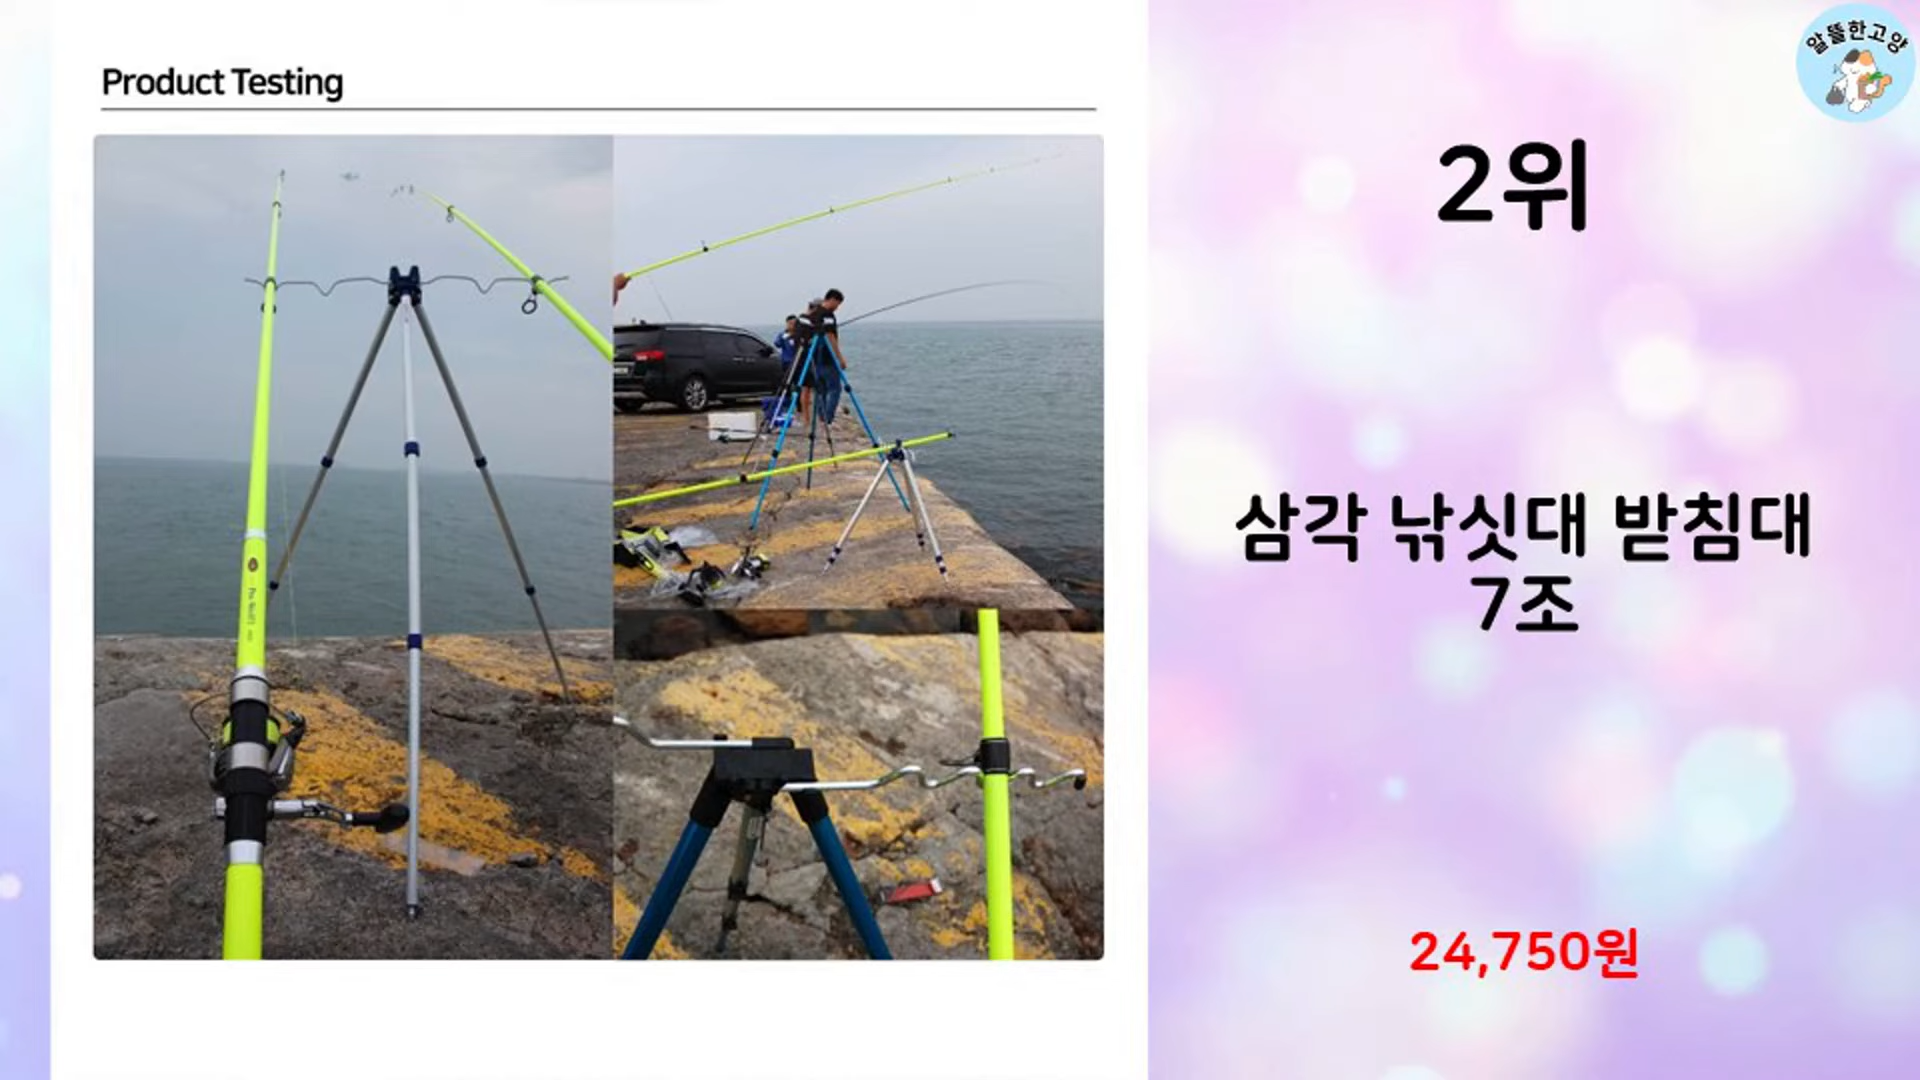 Product Testing
알뜰한고양
2위
삼각 낚싯대 받침대
7조
24,750원